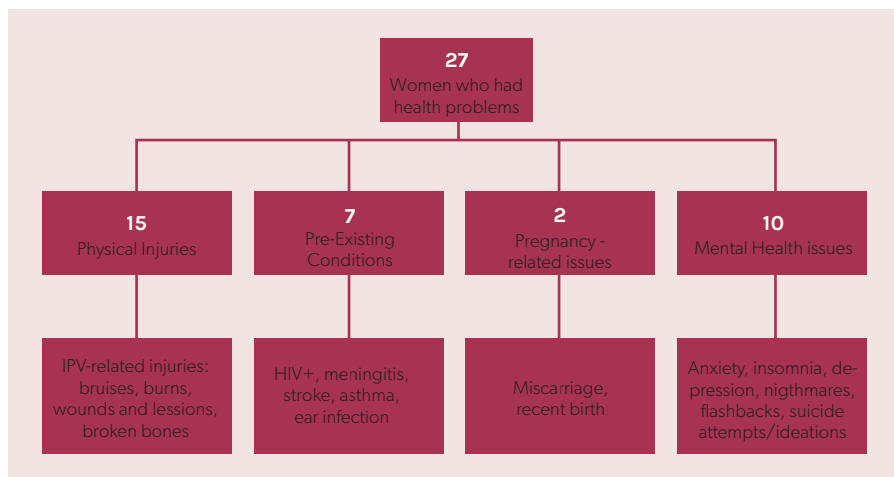 27
Women who had
health problems
15
Physical Injuries
7
Pre-Existing
Conditions
2
Pregnancy -
related issues
10
Mental Health issues
IPV-related injuries:
bruises, burns,
wounds and lessions,
broken bones
HIV+, meningitis,
stroke, asthma,
ear infection
Miscarriage,
recent birth
Anxiety, insomnia, de-
pression, nigthmares,
flashbacks, suicide
attempts/ideations